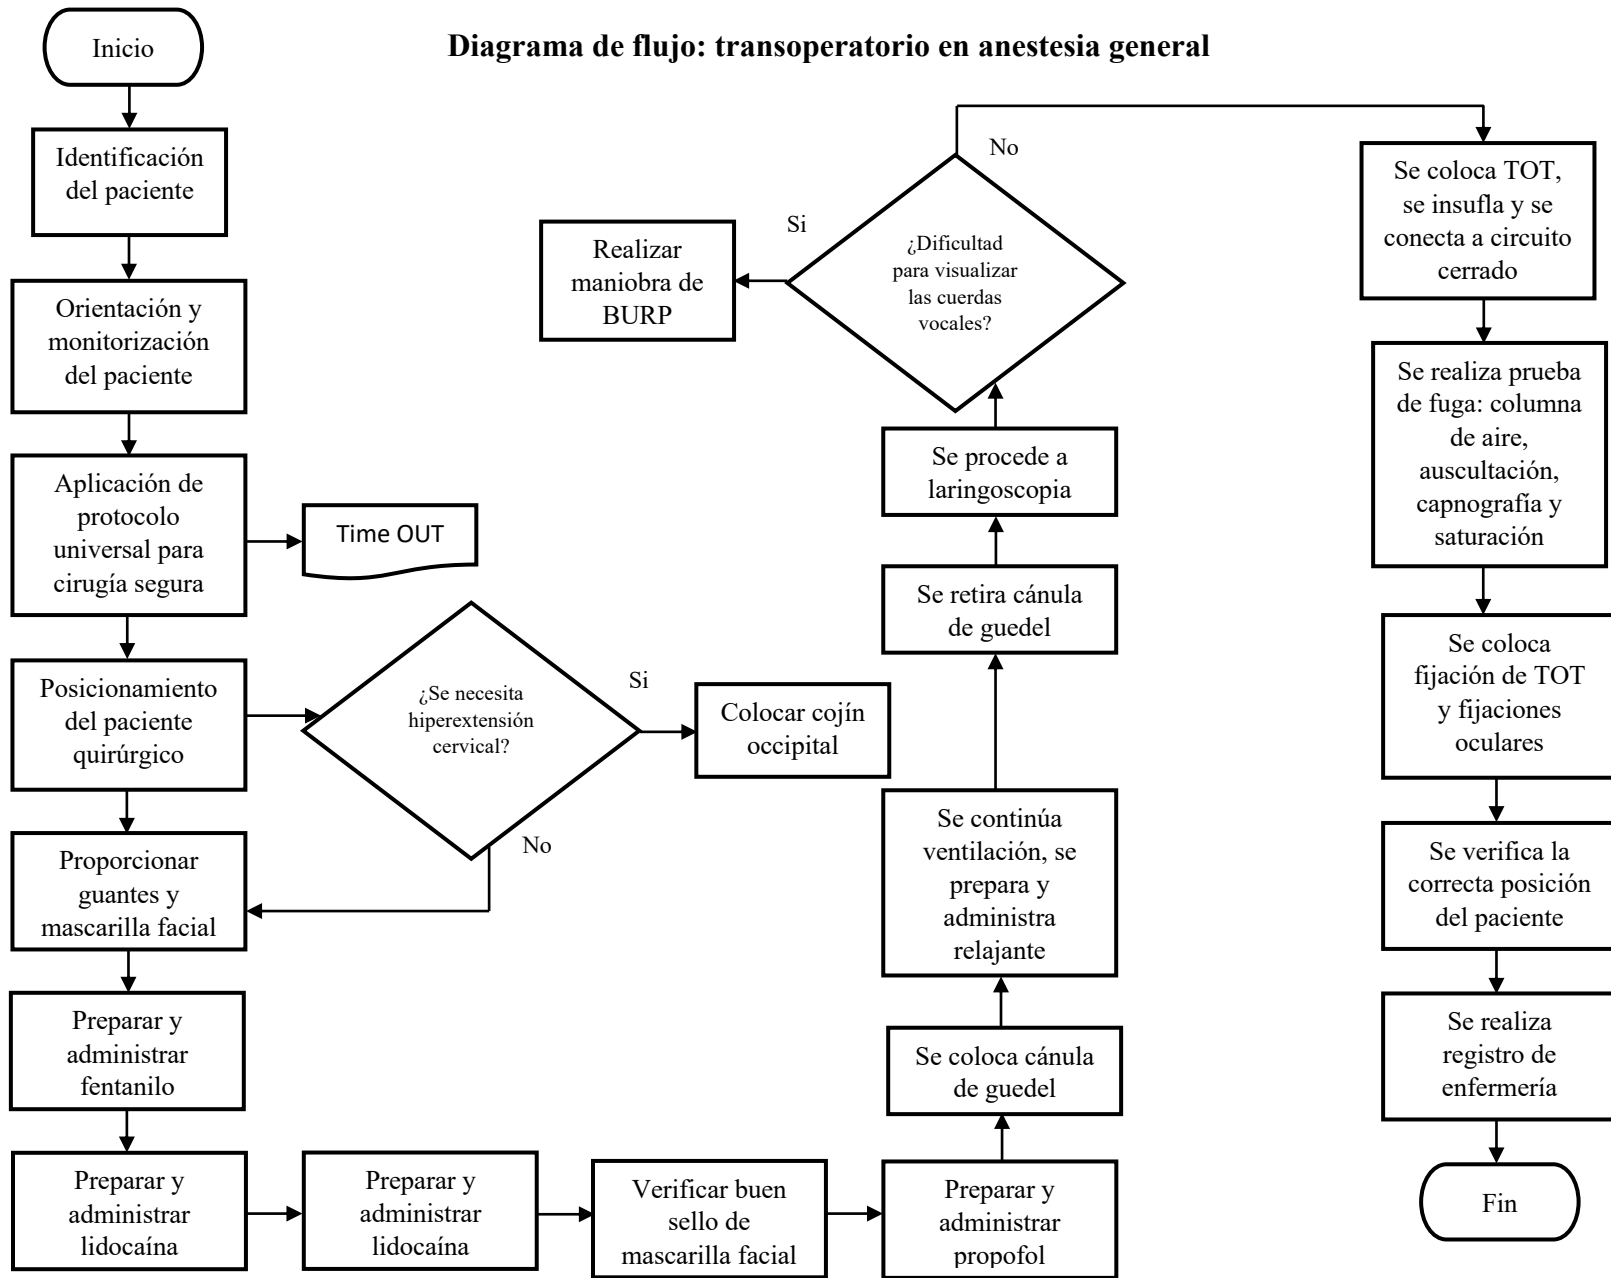 Diagrama de flujo: transoperatorio en anestesia general
Inicio
Identificación
del paciente
Orientación y
monitorización
del paciente
Aplicación de
protocolo
universal para
cirugía segura
Time OUT
Posicionamiento
del paciente
quirúrgico
¿Se necesita
hiperextensión
cervical?
Si
Colocar cojín
occipital
No
Proporcionar
guantes y
mascarilla facial
Preparar y
administrar
fentanilo
Preparar y
administrar
lidocaína
Preparar y
administrar
lidocaína
Verificar buen
sello de
mascarilla facial
Preparar y
administrar
propofol
Se coloca cánula
de guedel
Se continúa
ventilación, se
prepara y
administra
relajante
Se retira cánula
de guedel
Se procede a
laringoscopia
¿Dificultad
para visualizar
las cuerdas
vocales?
Si
Realizar
maniobra de
BURP
No
Se coloca TOT,
se insufla y se
conecta a circuito
cerrado
Se realiza prueba
de fuga: columna
de aire,
auscultación,
capnografía y
saturación
Se coloca
fijación de TOT
y fijaciones
oculares
Se verifica la
correcta posición
del paciente
Se realiza
registro de
enfermería
Fin